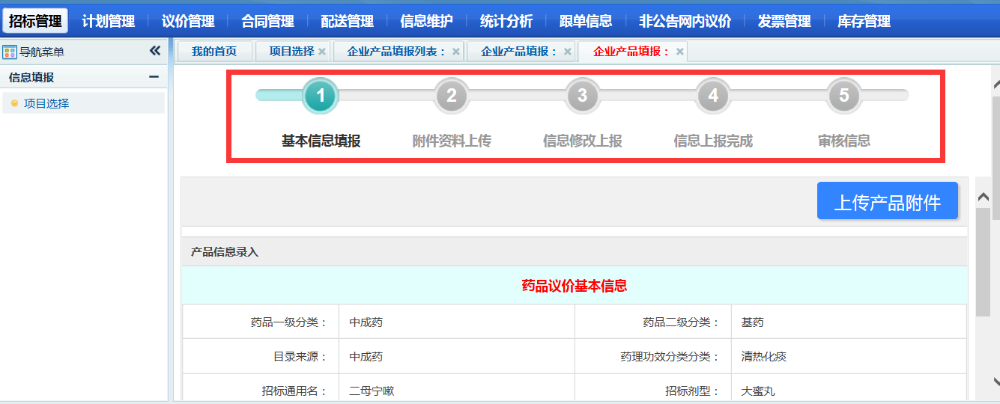 招标管理 计划管理 议价管理 合同管理 配送管理 信息维护 统计分析 跟单信息 非公告网内议价 发票管理 库存管理
导航菜单
信息填报
项目选择
我的首页 项目选择 企业产品填报列表： 企业产品填报： 企业产品填报：
1 2 3 4 5
基本信息填报 附件资料上传 信息修改上报 信息上报完成 审核信息
上传产品附件
产品信息录入
药品议价基本信息
药品一级分类： 中成药 药品二级分类： 基药
目录来源： 中成药 药理功效分类分类： 清热化痰
招标通用名： 二母宁嗽 招标剂型： 大蜜丸